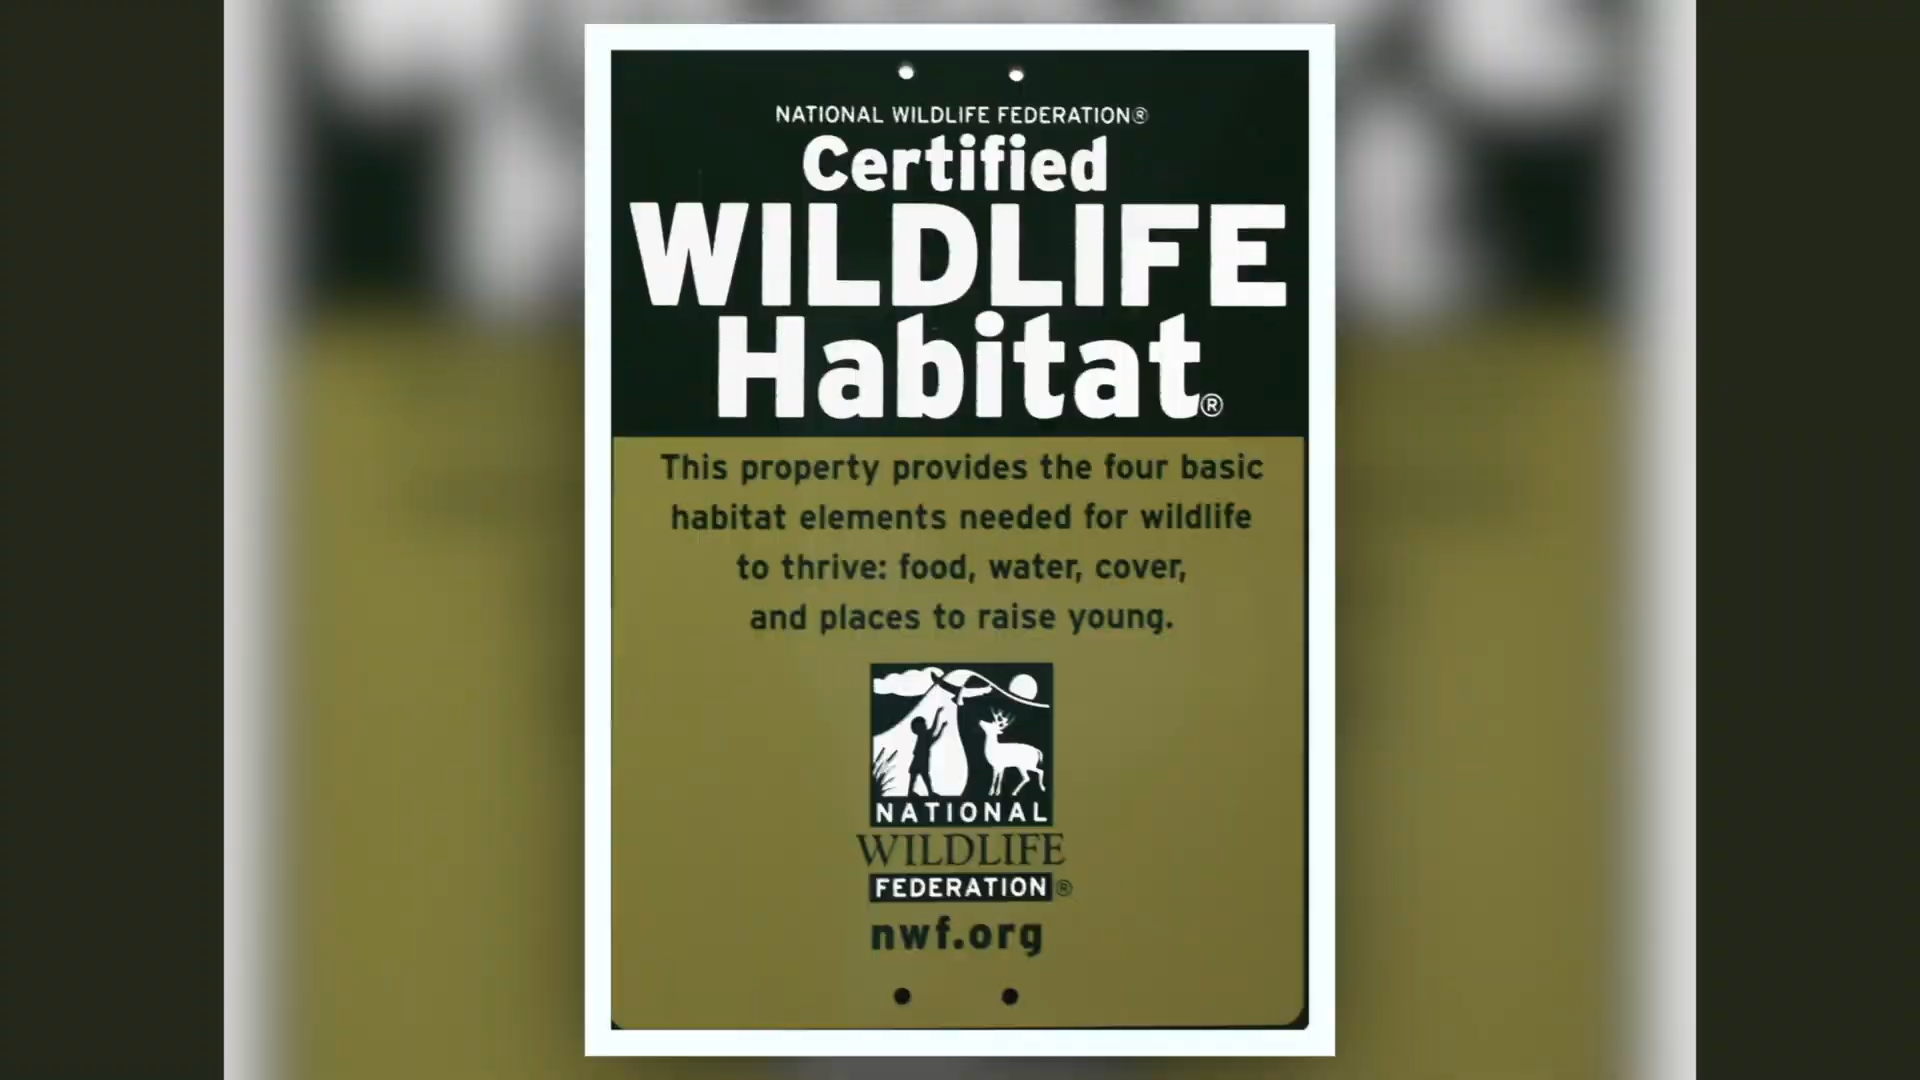 NATIONAL WILDLIFE FEDERATION®
Certified
WILDLIFE
Habitat®
This property provides the four basic
habitat elements needed for wildlife
to thrive: food, water, cover,
and places to raise young.
NATIONAL
WILDLIFE
FEDERATION®
nwf.org